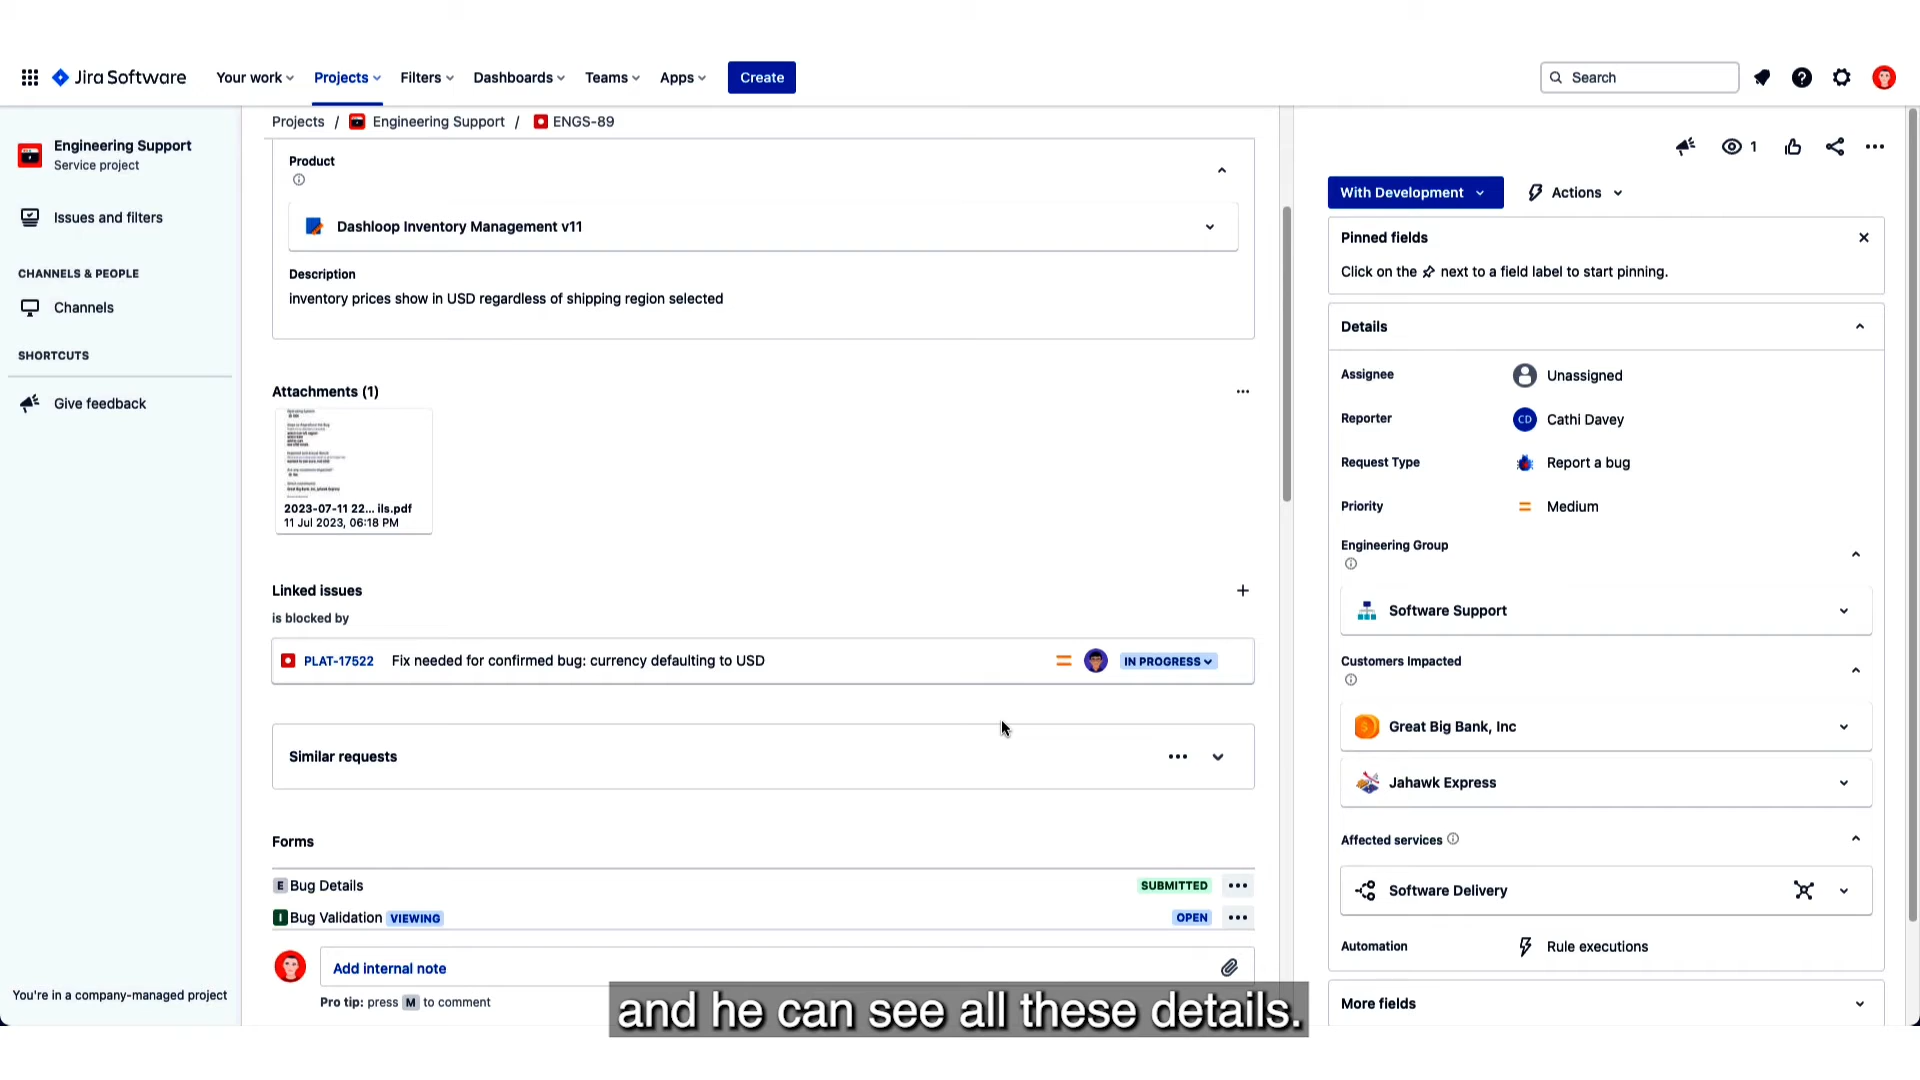 Jira Software
Your work
Projects
Filters
Dashboards
Teams
Apps
Create
Search
Engineering Support
Service project
Issues and filters
CHANNELS & PEOPLE
Channels
SHORTCUTS
Give feedback
You're in a company-managed project
Projects / Engineering Support / ENGS-89
Product
Dashloop Inventory Management v11
Description
inventory prices show in USD regardless of shipping region selected
Attachments (1)
2023-07-11 22... ils.pdf
11 Jul 2023, 06:18 PM
Linked issues
is blocked by
PLAT-17522 Fix needed for confirmed bug: currency defaulting to USD IN PROGRESS
Similar requests
Forms
E Bug Details SUBMITTED
I Bug Validation VIEWING OPEN
Add internal note
Pro tip: press M to comment
1
With Development
Actions
Pinned fields
Click on the next to a field label to start pinning.
Details
Assignee Unassigned
Reporter CD Cathi Davey
Request Type Report a bug
Priority Medium
Engineering Group
Software Support
Customers Impacted
Great Big Bank, Inc
Jahawk Express
Affected services
Software Delivery
Automation Rule executions
More fields
and he can see all these details.